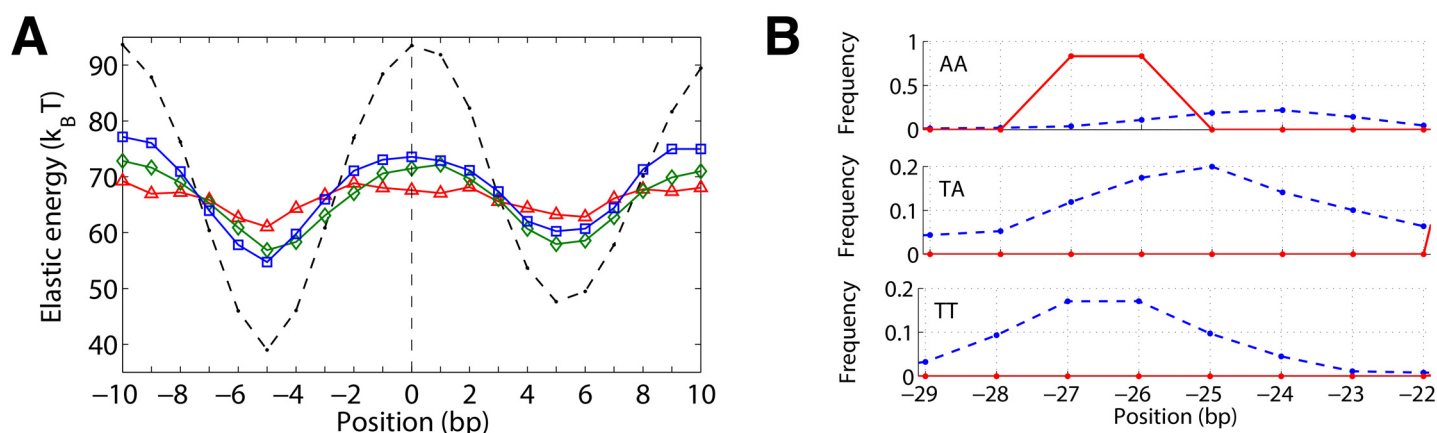 A
Elastic energy (k_B T)
90
80
70
60
50
40
−10 −8 −6 −4 −2 0 2 4 6 8 10
Position (bp)
B
Frequency
1
0.5
0
AA
Frequency
0.2
0.1
0
TA
Frequency
0.2
0.1
0
TT
−29 −28 −27 −26 −25 −24 −23 −22
Position (bp)